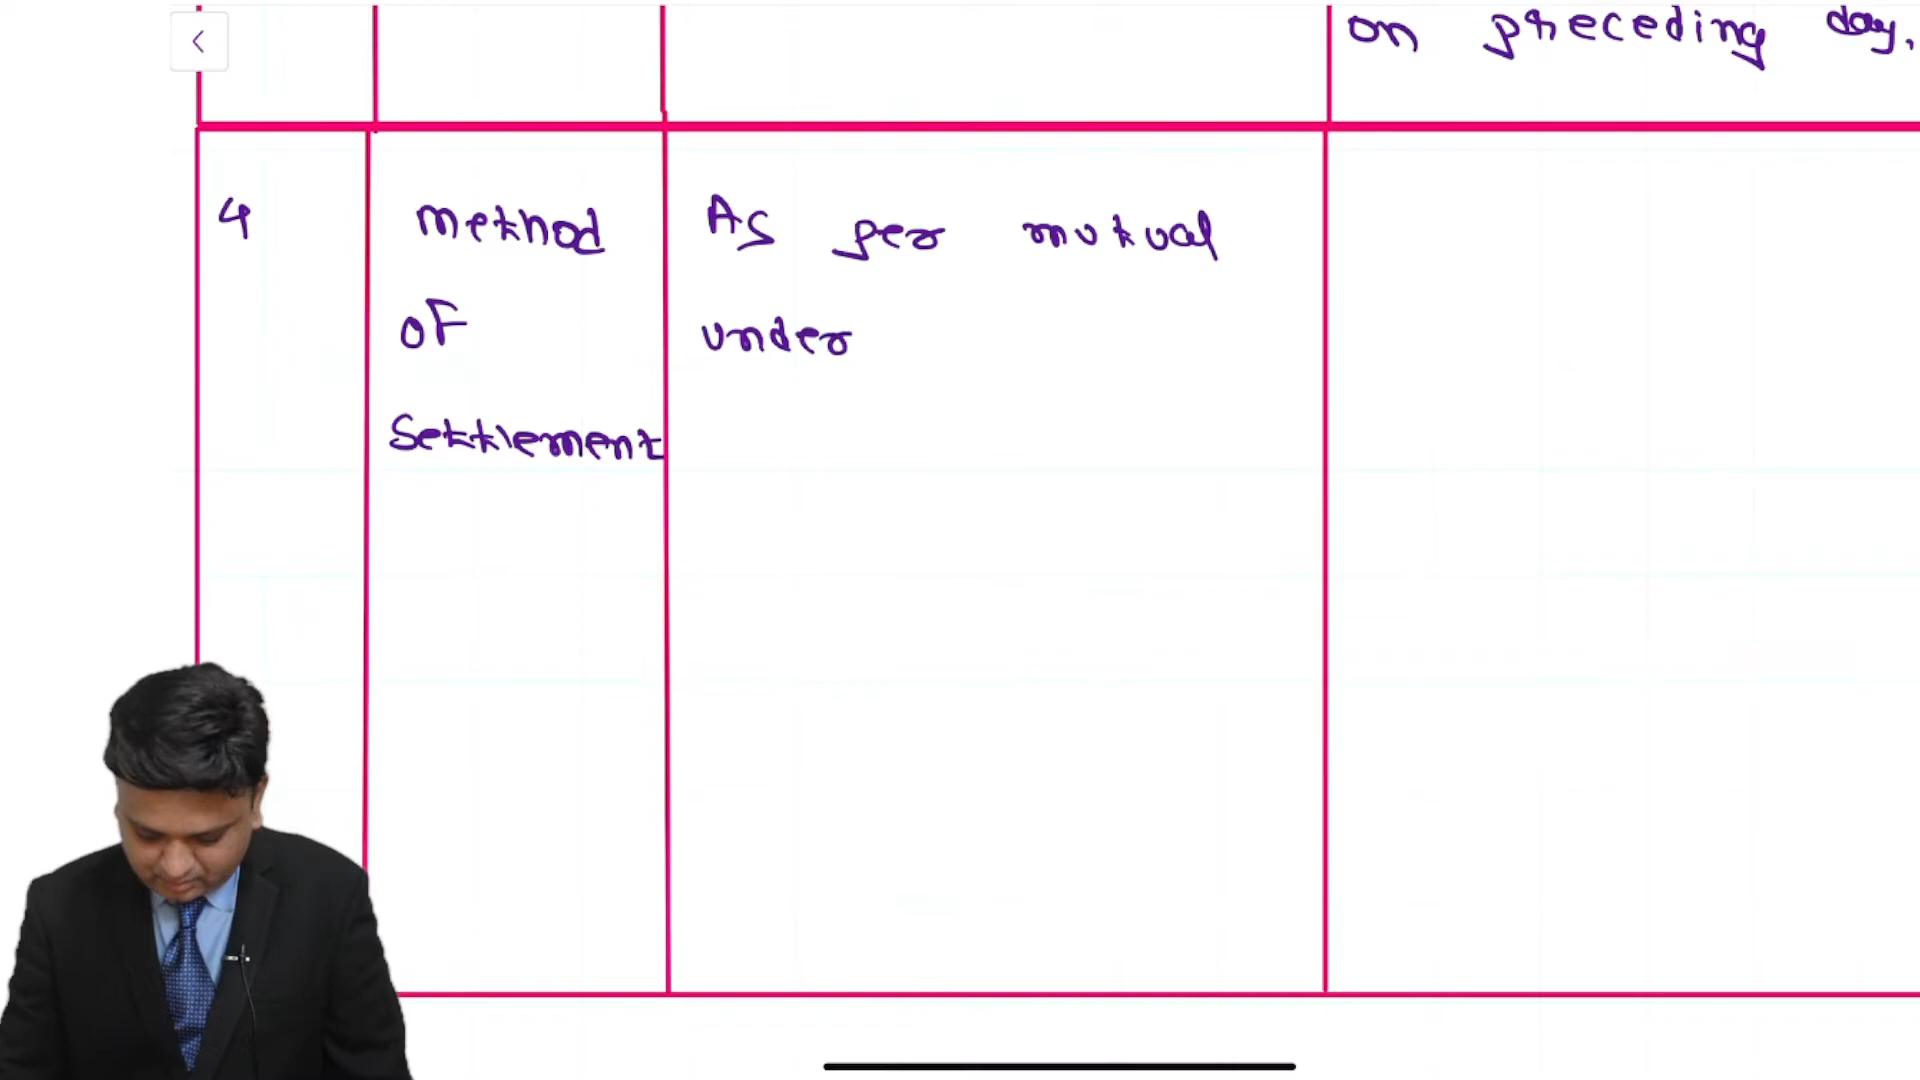 on preceding day.
4 method As per mutual
of under
Settlement